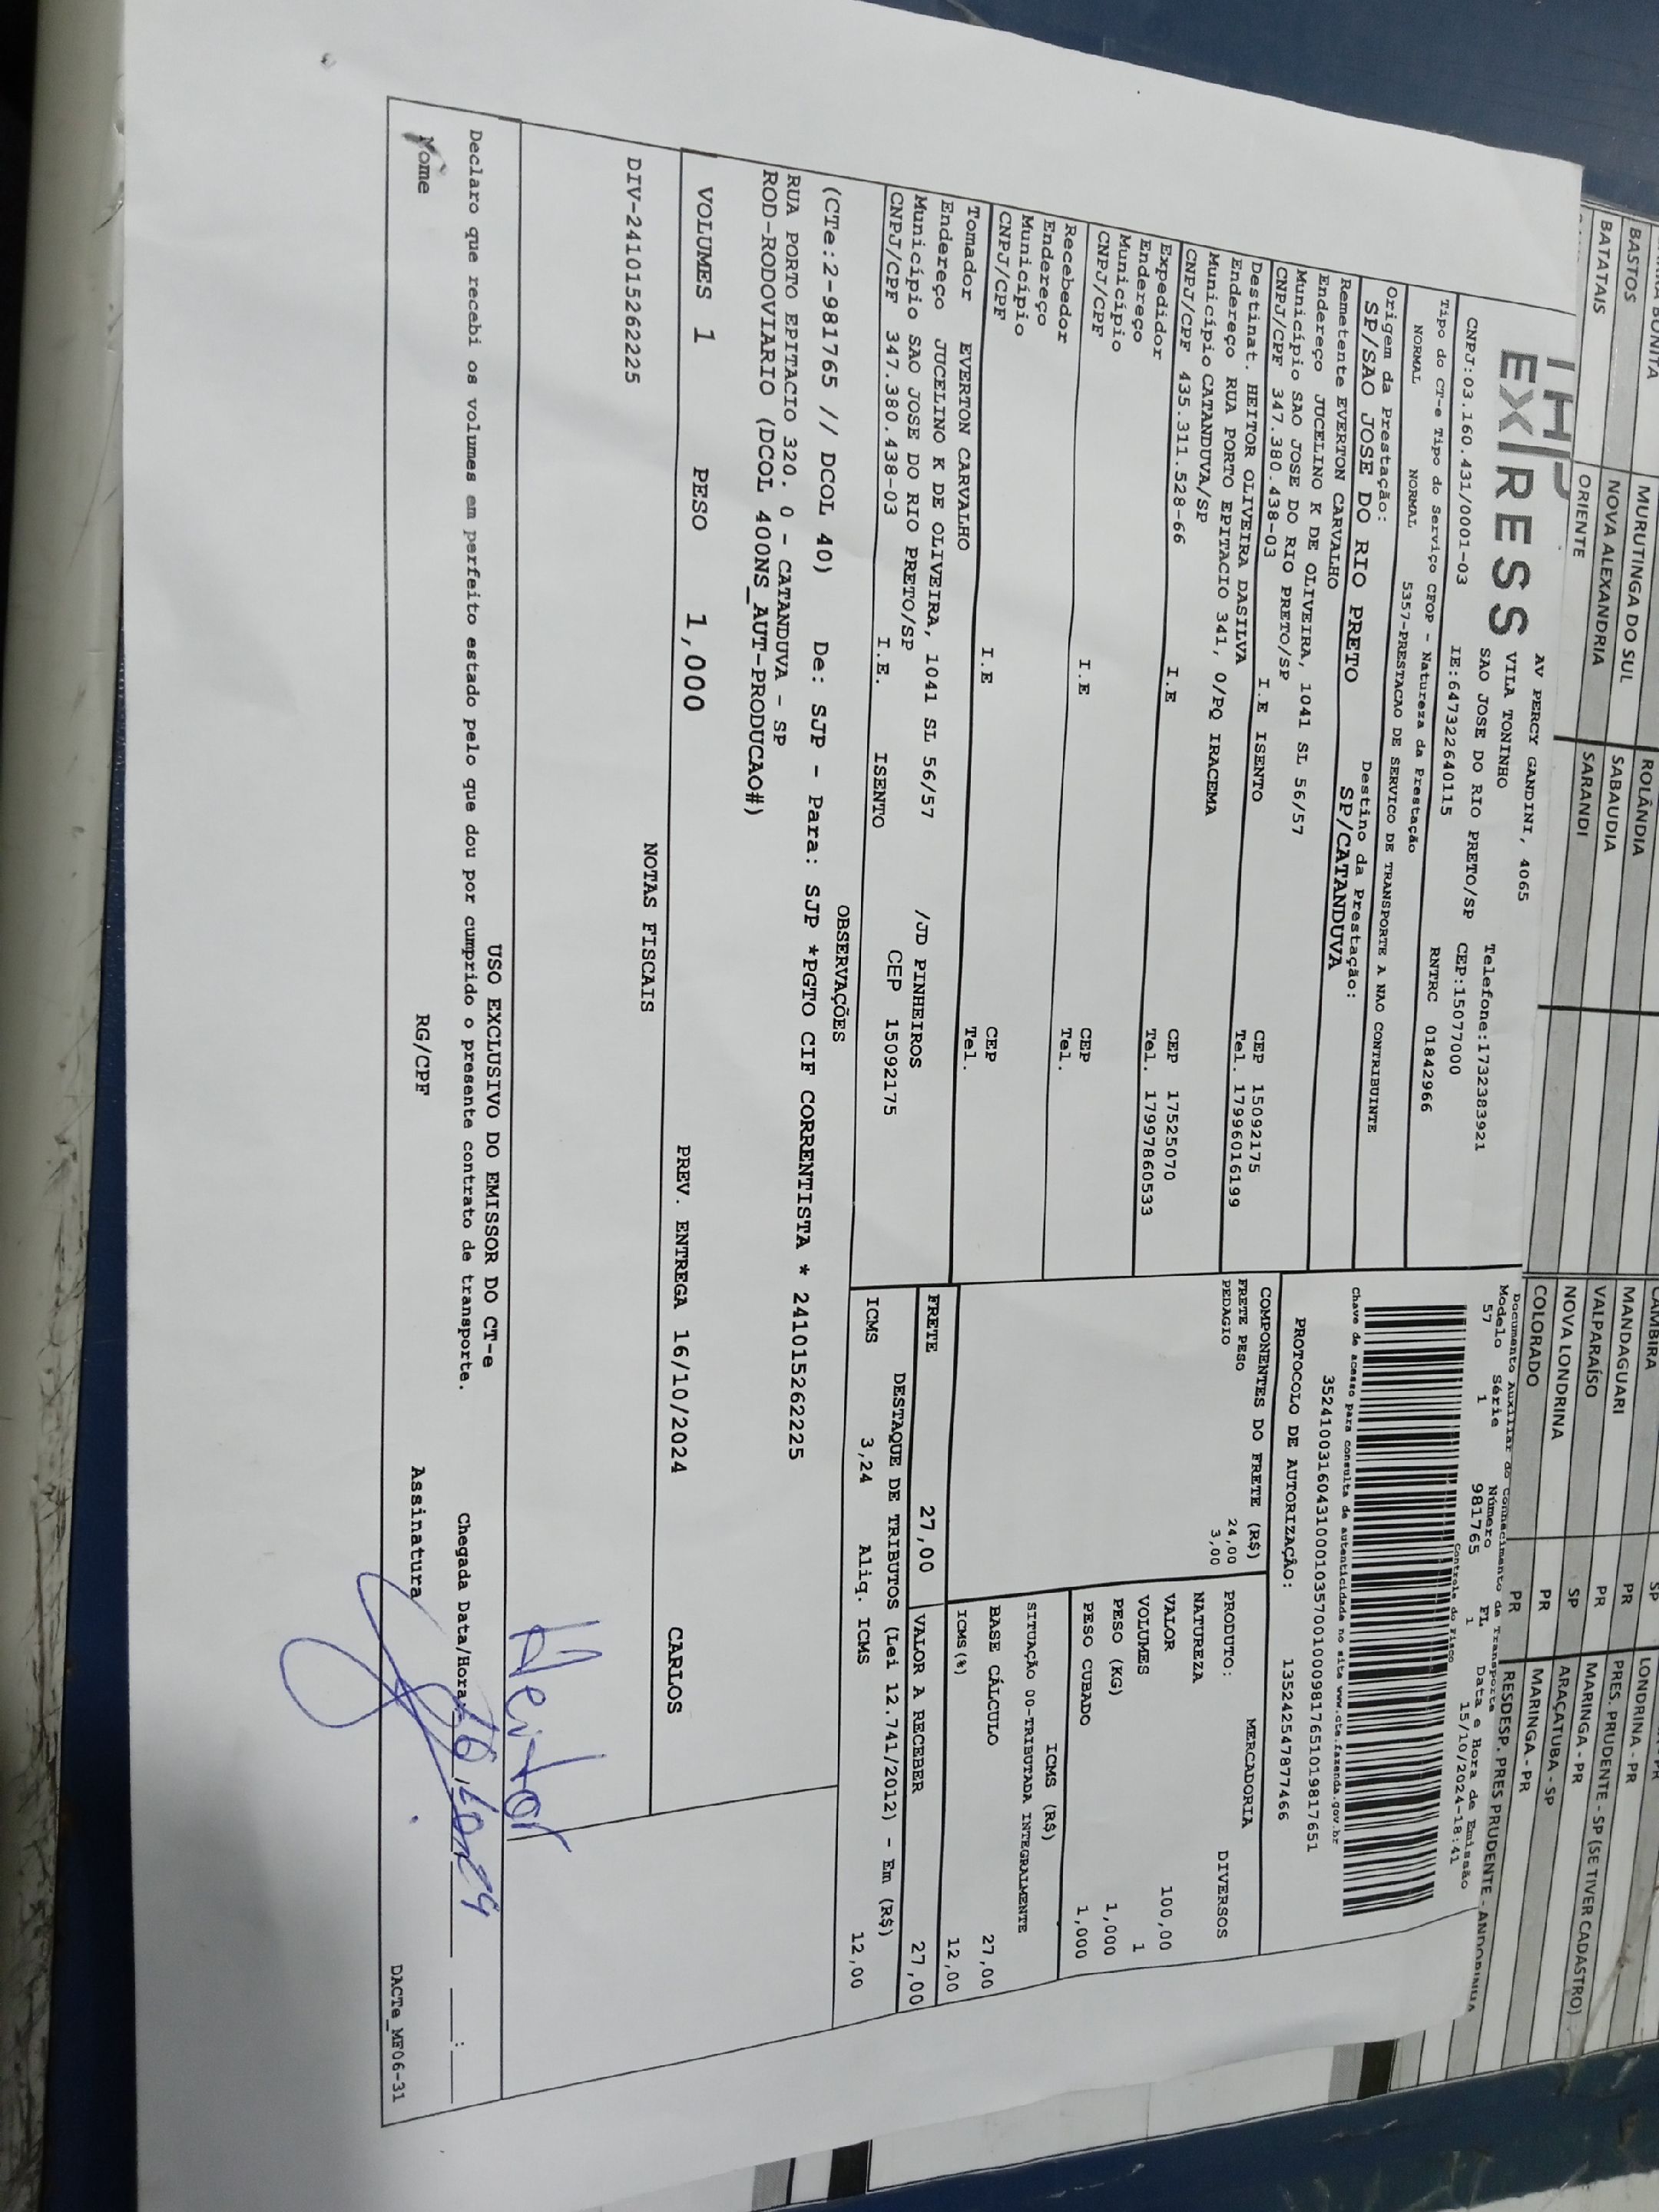 BASTOS
MURUTINGA DO SUL
ROLÂNDIA
MANDAGUARI
PR
LONDRINA - PR
BATATAIS
NOVA ALEXANDRIA
SABAUDIA
VALPARAÍSO
PR
PRES. PRUDENTE - SP (SE TIVER CADASTRO)
ORIENTE
SARANDI
NOVA LONDRINA
SP
MARINGA - PR
COLORADO
PR
ARAÇATUBA - SP
PR
MARINGA - PR
RESDESP. PRES PRUDENTE - ANDORINHA
EXPRESS
AV PERCY GANDINI, 4065
VILA TONINHO
SAO JOSE DO RIO PRETO/SP
Telefone:1732383921
CNPJ:03.160.431/0001-03
IE:647322640115
CEP:15077000
RNTRC 01842966
Documento Auxiliar do Conhecimento de Transporte
Modelo Série Número FL Data e Hora de Emissão
57 1 981765 1 15/10/2024-18:41
Controle do Fisco
Tipo do CT-e Tipo do Serviço CFOP - Natureza da Prestação
NORMAL NORMAL 5357-PRESTACAO DE SERVICO DE TRANSPORTE A NAO CONTRIBUINTE
Origem da Prestação: Destino da Prestação:
SP/SAO JOSE DO RIO PRETO SP/CATANDUVA
Chave de acesso para consulta de autenticidade no site www.cte.fazenda.gov.br
35241003160431000103570010009817651019817651
PROTOCOLO DE AUTORIZAÇÃO: 135242547877466
Remetente EVERTON CARVALHO
Endereço JUCELINO K DE OLIVEIRA, 1041 SL 56/57
Município SAO JOSE DO RIO PRETO/SP CEP 15092175
CNPJ/CPF 347.380.438-03 I.E ISENTO Tel. 17996016199
Destinat. HEITOR OLIVEIRA DASILVA
Endereço RUA PORTO EPITACIO 341, 0/PQ IRACEMA
Município CATANDUVA/SP CEP 17525070
CNPJ/CPF 435.311.528-66 I.E Tel. 17997860533
Expedidor
Endereço
Município CEP
CNPJ/CPF I.E Tel.
Recebedor
Endereço
Município CEP
CNPJ/CPF I.E Tel.
Tomador EVERTON CARVALHO
Endereço JUCELINO K DE OLIVEIRA, 1041 SL 56/57 /JD PINHEIROS
Município SAO JOSE DO RIO PRETO/SP CEP 15092175
CNPJ/CPF 347.380.438-03 I.E. ISENTO
COMPONENTES DO FRETE (R$)
FRETE PESO 24,00
PEDAGIO 3,00
MERCADORIA
PRODUTO: DIVERSOS
NATUREZA
VALOR 100,00
VOLUMES 1
PESO (KG) 1,000
PESO CUBADO 1,000
ICMS (R$)
SITUAÇÃO 00-TRIBUTADA INTEGRALMENTE
BASE CÁLCULO 27,00
ICMS(%) 12,00
FRETE 27,00 VALOR A RECEBER 27,00
DESTAQUE DE TRIBUTOS (Lei 12.741/2012) - Em (R$)
ICMS 3,24 Aliq. ICMS 12,00
OBSERVAÇÕES
(CTe:2-981765 // DCOL 40) De: SJP - Para: SJP *PGTO CIF CORRENTISTA * 241015262225
RUA PORTO EPITACIO 320. 0 - CATANDUVA - SP
ROD-RODOVIARIO (DCOL 400NS_AUT-PRODUCAO#)
VOLUMES 1 PESO 1,000 PREV. ENTREGA 16/10/2024 CARLOS
NOTAS FISCAIS
DIV-241015262225
Heitor
USO EXCLUSIVO DO EMISSOR DO CT-e
Declaro que recebi os volumes em perfeito estado pelo que dou por cumprido o presente contrato de transporte. Chegada Data/Hora:
Nome RG/CPF Assinatura
DACTe_MF06-31